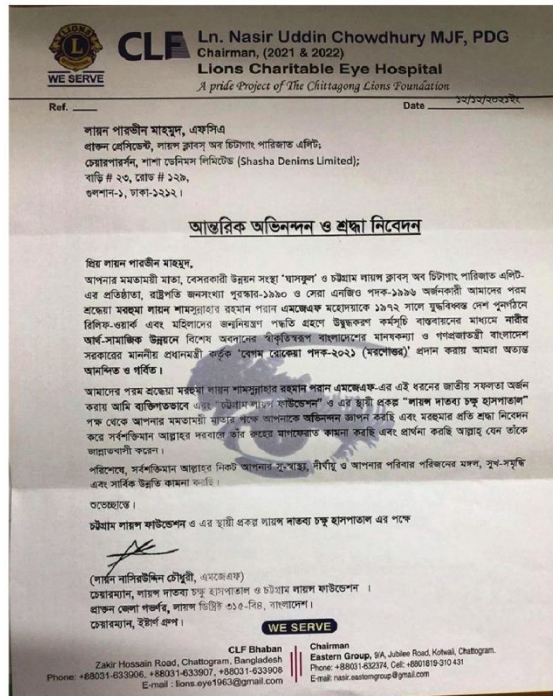 LIONS
L
INTERNATIONAL
WE SERVE
CLF
Ln. Nasir Uddin Chowdhury MJF, PDG
Chairman, (2021 & 2022)
Lions Charitable Eye Hospital
A pride Project of The Chittagong Lions Foundation
Ref.
Date ১২/১২/২০২১ইং
লায়ন পারভীন মাহমুদ, এফসিএ
প্রাক্তন প্রেসিডেন্ট, লায়ন্স ক্লাবস্ অব চিটাগাং পারিজাত এলিট;
চেয়ারপারর্সন, শাশা ডেনিমস লিমিটেড (Shasha Denims Limited);
বাড়ি # ২৩, রোড # ১২৯,
গুলশান-১, ঢাকা-১২১২।
আন্তরিক অভিনন্দন ও শ্রদ্ধা নিবেদন
প্রিয় লায়ন পারভীন মাহমুদ,
আপনার মমতাময়ী মাতা, বেসরকারী উন্নয়ন সংস্থা ‘ঘাসফুল’ ও চট্টগ্রাম লায়ন্স ক্লাবস্ অব চিটাগাং পারিজাত এলিট-
এর প্রতিষ্ঠাতা, রাষ্ট্রপতি জনসংখ্যা পুরস্কার-১৯৯০ ও সেরা এনজিও পদক-১৯৯৬ অর্জনকারী আমাদের পরম
শ্রদ্ধেয়া মরহুমা লায়ন শামসুন্নাহার রহমান পরান এমজেএফ মহোদয়াকে ১৯৭২ সালে যুদ্ধবিধ্বস্ত দেশ পুনর্গঠনে
রিলিফ-ওয়ার্ক এবং মহিলাদের জন্মনিয়ন্ত্রণ পদ্ধতি গ্রহণে উদ্বুদ্ধকরণ কর্মসূচি বাস্তবায়নের মাধ্যমে নারীর
আর্থ-সামাজিক উন্নয়নে বিশেষ অবদানের স্বীকৃতিস্বরূপ বাংলাদেশের মানবকন্যা ও গণপ্রজাতন্ত্রী বাংলাদেশ
সরকারের মাননীয় প্রধানমন্ত্রী কর্তৃক ‘বেগম রোকেয়া পদক-২০২১ (মরণোত্তর)’ প্রদান করায় আমরা অত্যন্ত
আনন্দিত ও গর্বিত।
আমাদের পরম শ্রদ্ধেয়া মরহুমা লায়ন শামসুন্নাহার রহমান পরান এমজেএফ-এর এই ধরনের জাতীয় সফলতা অর্জন
করায় আমি ব্যক্তিগতভাবে এবং “চট্টগ্রাম লায়ন্স ফাউন্ডেশন” ও এর স্থায়ী প্রকল্প “লায়ন্স দাতব্য চক্ষু হাসপাতাল”
পক্ষ থেকে আপনার মমতাময়ী মাতার পক্ষে আপনাকে অভিনন্দন জ্ঞাপন করছি এবং মরহুমার প্রতি শ্রদ্ধা নিবেদন
করে সর্বশক্তিমান আল্লাহর দরবারে তাঁর রুহের মাগফেরাত কামনা করছি এবং প্রার্থনা করছি আল্লাহ্ যেন তাঁকে
জান্নাতবাসী করেন।
পরিশেষে, সর্বশক্তিমান আল্লাহর নিকট আপনার সু-স্বাস্থ্য, দীর্ঘায়ু ও আপনার পরিবার পরিজনের মঙ্গল, সুখ-সমৃদ্ধি
এবং সার্বিক উন্নতি কামনা করছি।
শুভেচ্ছান্তে।
চট্টগ্রাম লায়ন্স ফাউন্ডেশন ও এর স্থায়ী প্রকল্প লায়ন্স দাতব্য চক্ষু হাসপাতাল এর পক্ষে
(লায়ন নাসিরউদ্দিন চৌধুরী, এমজেএফ)
চেয়ারম্যান, লায়ন্স দাতব্য চক্ষু হাসপাতাল ও চট্টগ্রাম লায়ন্স ফাউন্ডেশন ।
প্রাক্তন জেলা গভর্নর, লায়ন্স ডিষ্ট্রিক্ট ৩১৫-বি৪, বাংলাদেশ।
চেয়ারম্যান, ইষ্টার্ণ গ্রুপ।
WE SERVE
CLF Bhaban
Zakir Hossain Road, Chattogram, Bangladesh
Phone: +88031-633906, +88031-633907, +88031-633908
E-mail : lions.eye1963@gmail.com
Chairman
Eastern Group, 9/A, Jubilee Road, Kotwali, Chattogram.
Phone: +88031-632374, Cell: +8801819-310 431
E-mail: nasir.easterngroup@gmail.com